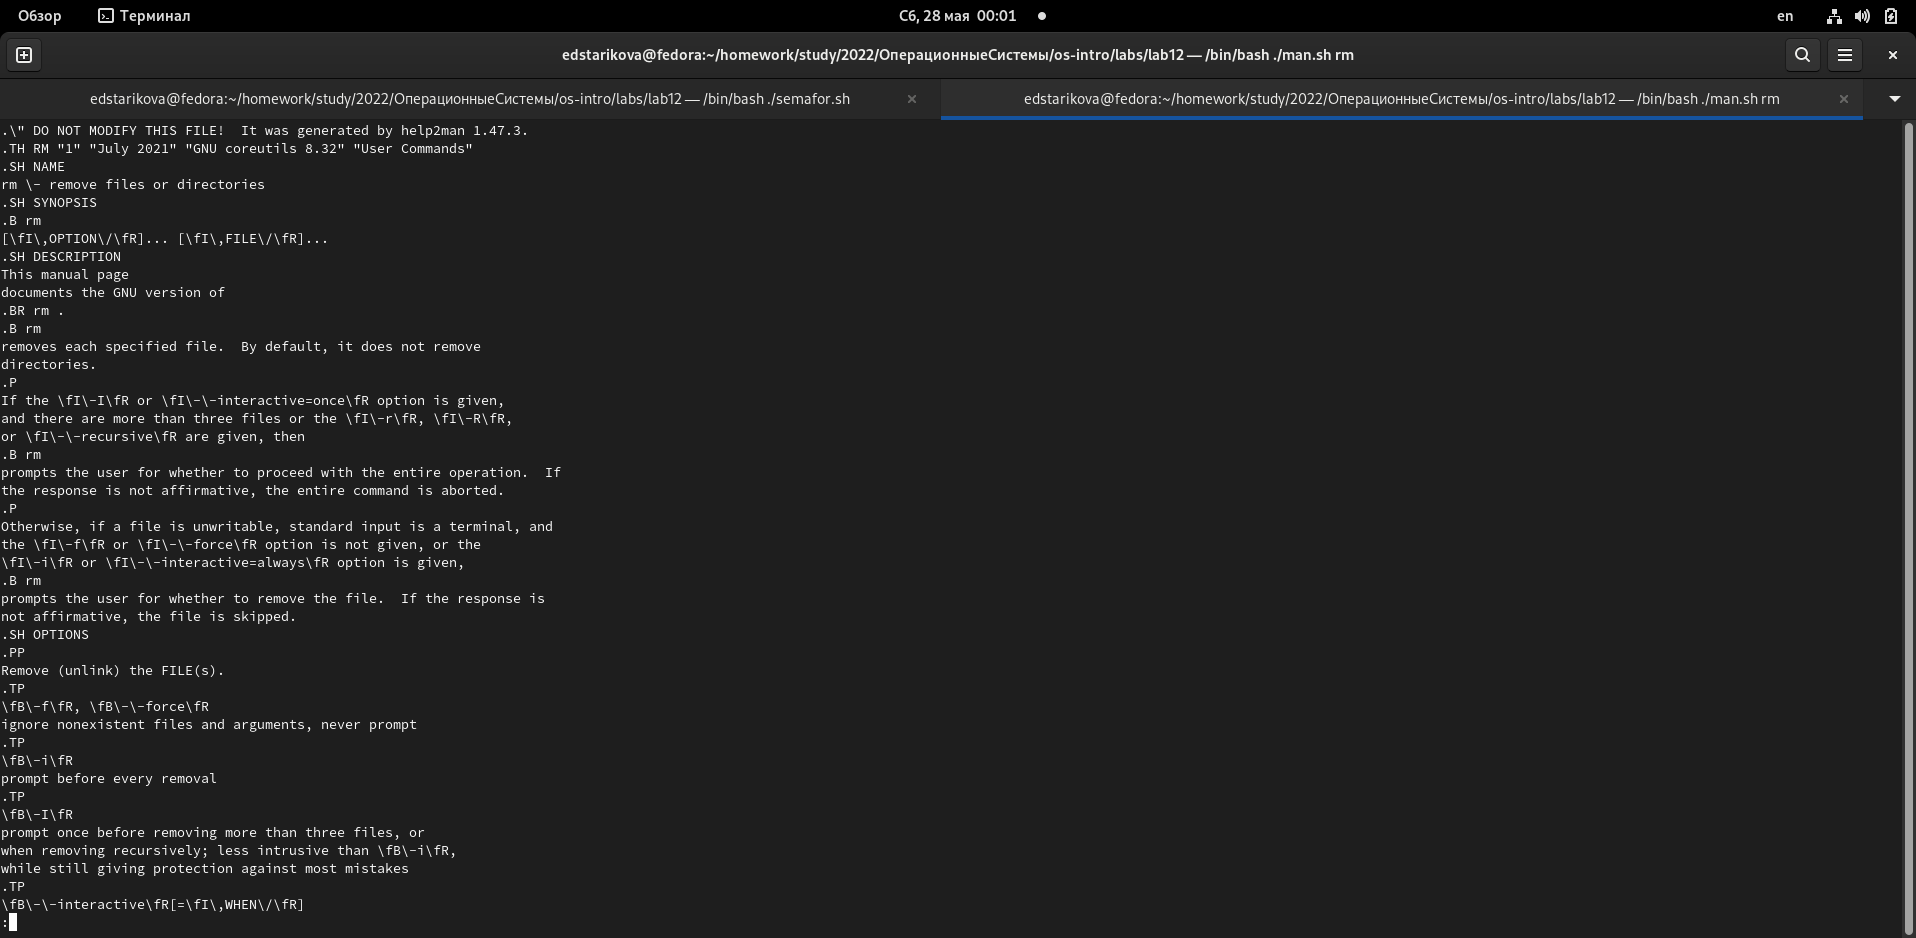 Обзор
Терминал
Сб, 28 мая 00:01
en
edstarikova@fedora:~/homework/study/2022/ОперационныеСистемы/os-intro/labs/lab12 — /bin/bash ./man.sh rm
edstarikova@fedora:~/homework/study/2022/ОперационныеСистемы/os-intro/labs/lab12 — /bin/bash ./semafor.sh
edstarikova@fedora:~/homework/study/2022/ОперационныеСистемы/os-intro/labs/lab12 — /bin/bash ./man.sh rm
.\" DO NOT MODIFY THIS FILE!  It was generated by help2man 1.47.3.
.TH RM "1" "July 2021" "GNU coreutils 8.32" "User Commands"
.SH NAME
rm \- remove files or directories
.SH SYNOPSIS
.B rm
[\fI\,OPTION\/\fR]... [\fI\,FILE\/\fR]...
.SH DESCRIPTION
This manual page
documents the GNU version of
.BR rm .
.B rm
removes each specified file.  By default, it does not remove
directories.
.P
If the \fI\-I\fR or \fI\-\-interactive=once\fR option is given,
and there are more than three files or the \fI\-r\fR, \fI\-R\fR,
or \fI\-\-recursive\fR are given, then
.B rm
prompts the user for whether to proceed with the entire operation.  If
the response is not affirmative, the entire command is aborted.
.P
Otherwise, if a file is unwritable, standard input is a terminal, and
the \fI\-f\fR or \fI\-\-force\fR option is not given, or the
\fI\-i\fR or \fI\-\-interactive=always\fR option is given,
.B rm
prompts the user for whether to remove the file.  If the response is
not affirmative, the file is skipped.
.SH OPTIONS
.PP
Remove (unlink) the FILE(s).
.TP
\fB\-f\fR, \fB\-\-force\fR
ignore nonexistent files and arguments, never prompt
.TP
\fB\-i\fR
prompt before every removal
.TP
\fB\-I\fR
prompt once before removing more than three files, or
when removing recursively; less intrusive than \fB\-i\fR,
while still giving protection against most mistakes
.TP
\fB\-\-interactive\fR[=\fI\,WHEN\/\fR]
: